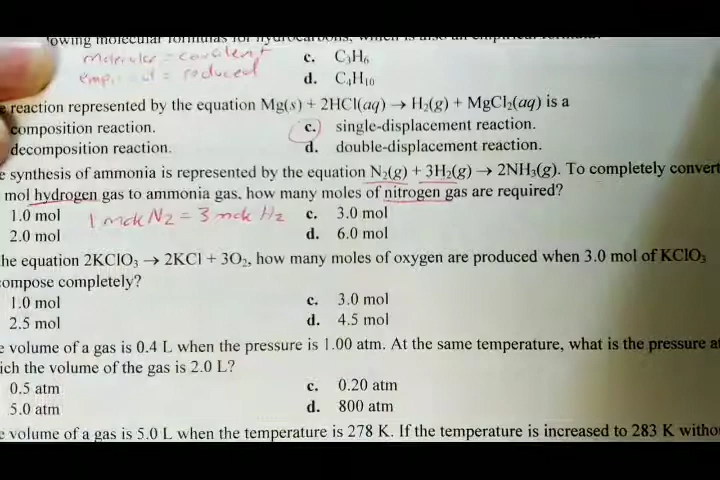 owing molecular formulas for hydrocarbons, which is also an empirical formula
molecular = covalent c. C₃H₆
empirical = reduced d. C₄H₁₀
e reaction represented by the equation Mg(s) + 2HCl(aq) → H₂(g) + MgCl₂(aq) is a
composition reaction. c. single-displacement reaction.
decomposition reaction. d. double-displacement reaction.
e synthesis of ammonia is represented by the equation N₂(g) + 3H₂(g) → 2NH₃(g). To completely convert
mol hydrogen gas to ammonia gas, how many moles of nitrogen gas are required?
1.0 mol 1 mole N₂ = 3 mole H₂ c. 3.0 mol
2.0 mol d. 6.0 mol
he equation 2KClO₃ → 2KCl + 3O₂, how many moles of oxygen are produced when 3.0 mol of KClO₃
ompose completely?
1.0 mol c. 3.0 mol
2.5 mol d. 4.5 mol
e volume of a gas is 0.4 L when the pressure is 1.00 atm. At the same temperature, what is the pressure at
ich the volume of the gas is 2.0 L?
0.5 atm c. 0.20 atm
5.0 atm d. 800 atm
e volume of a gas is 5.0 L when the temperature is 278 K. If the temperature is increased to 283 K witho